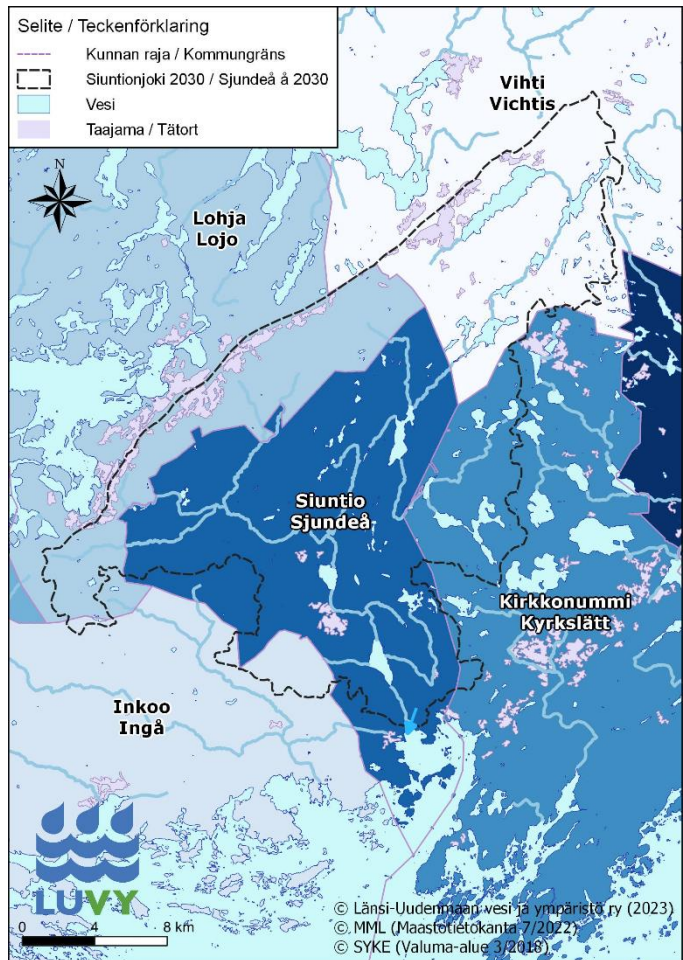 Selite / Teckenförklaring
Kunnan raja / Kommungräns
Siuntionjoki 2030 / Sjundeå å 2030
Vesi
Taajama / Tätort
N
Vihti
Vichtis
Lohja
Lojo
Siuntio
Sjundeå
Kirkkonummi
Kyrkslätt
Inkoo
Ingå
LUVY
0 4 8 km
© Länsi-Uudenmaan vesi ja ympäristö ry (2023)
© MML (Maastotietokanta 7/2022)
© SYKE (Valuma-alue 3/2018)